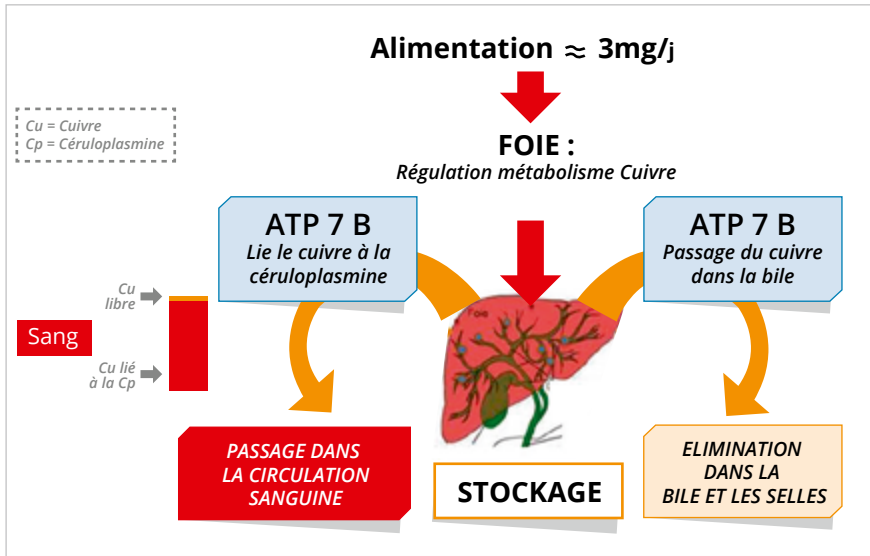 Alimentation ≈ 3mg/j
Cu = Cuivre
Cp = Céruloplasmine
FOIE :
Régulation métabolisme Cuivre
ATP 7 B
Lie le cuivre à la
céruloplasmine
ATP 7 B
Passage du cuivre
dans la bile
Cu
libre
Sang
Cu lié
à la Cp
Foie
PASSAGE DANS
LA CIRCULATION
SANGUINE
STOCKAGE
ELIMINATION
DANS LA
BILE ET LES SELLES